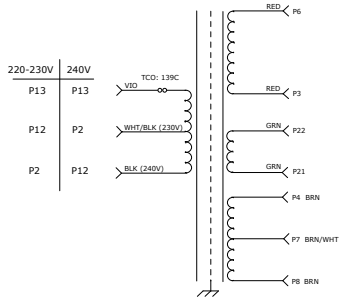 RED P6
TCO: 139C
220-230V 240V
P13 P13 VIO
RED P3
P12 P2 WHT/BLK (230V)
GRN P22
P2 P12 BLK (240V)
GRN P21
P4 BRN
P7 BRN/WHT
P8 BRN